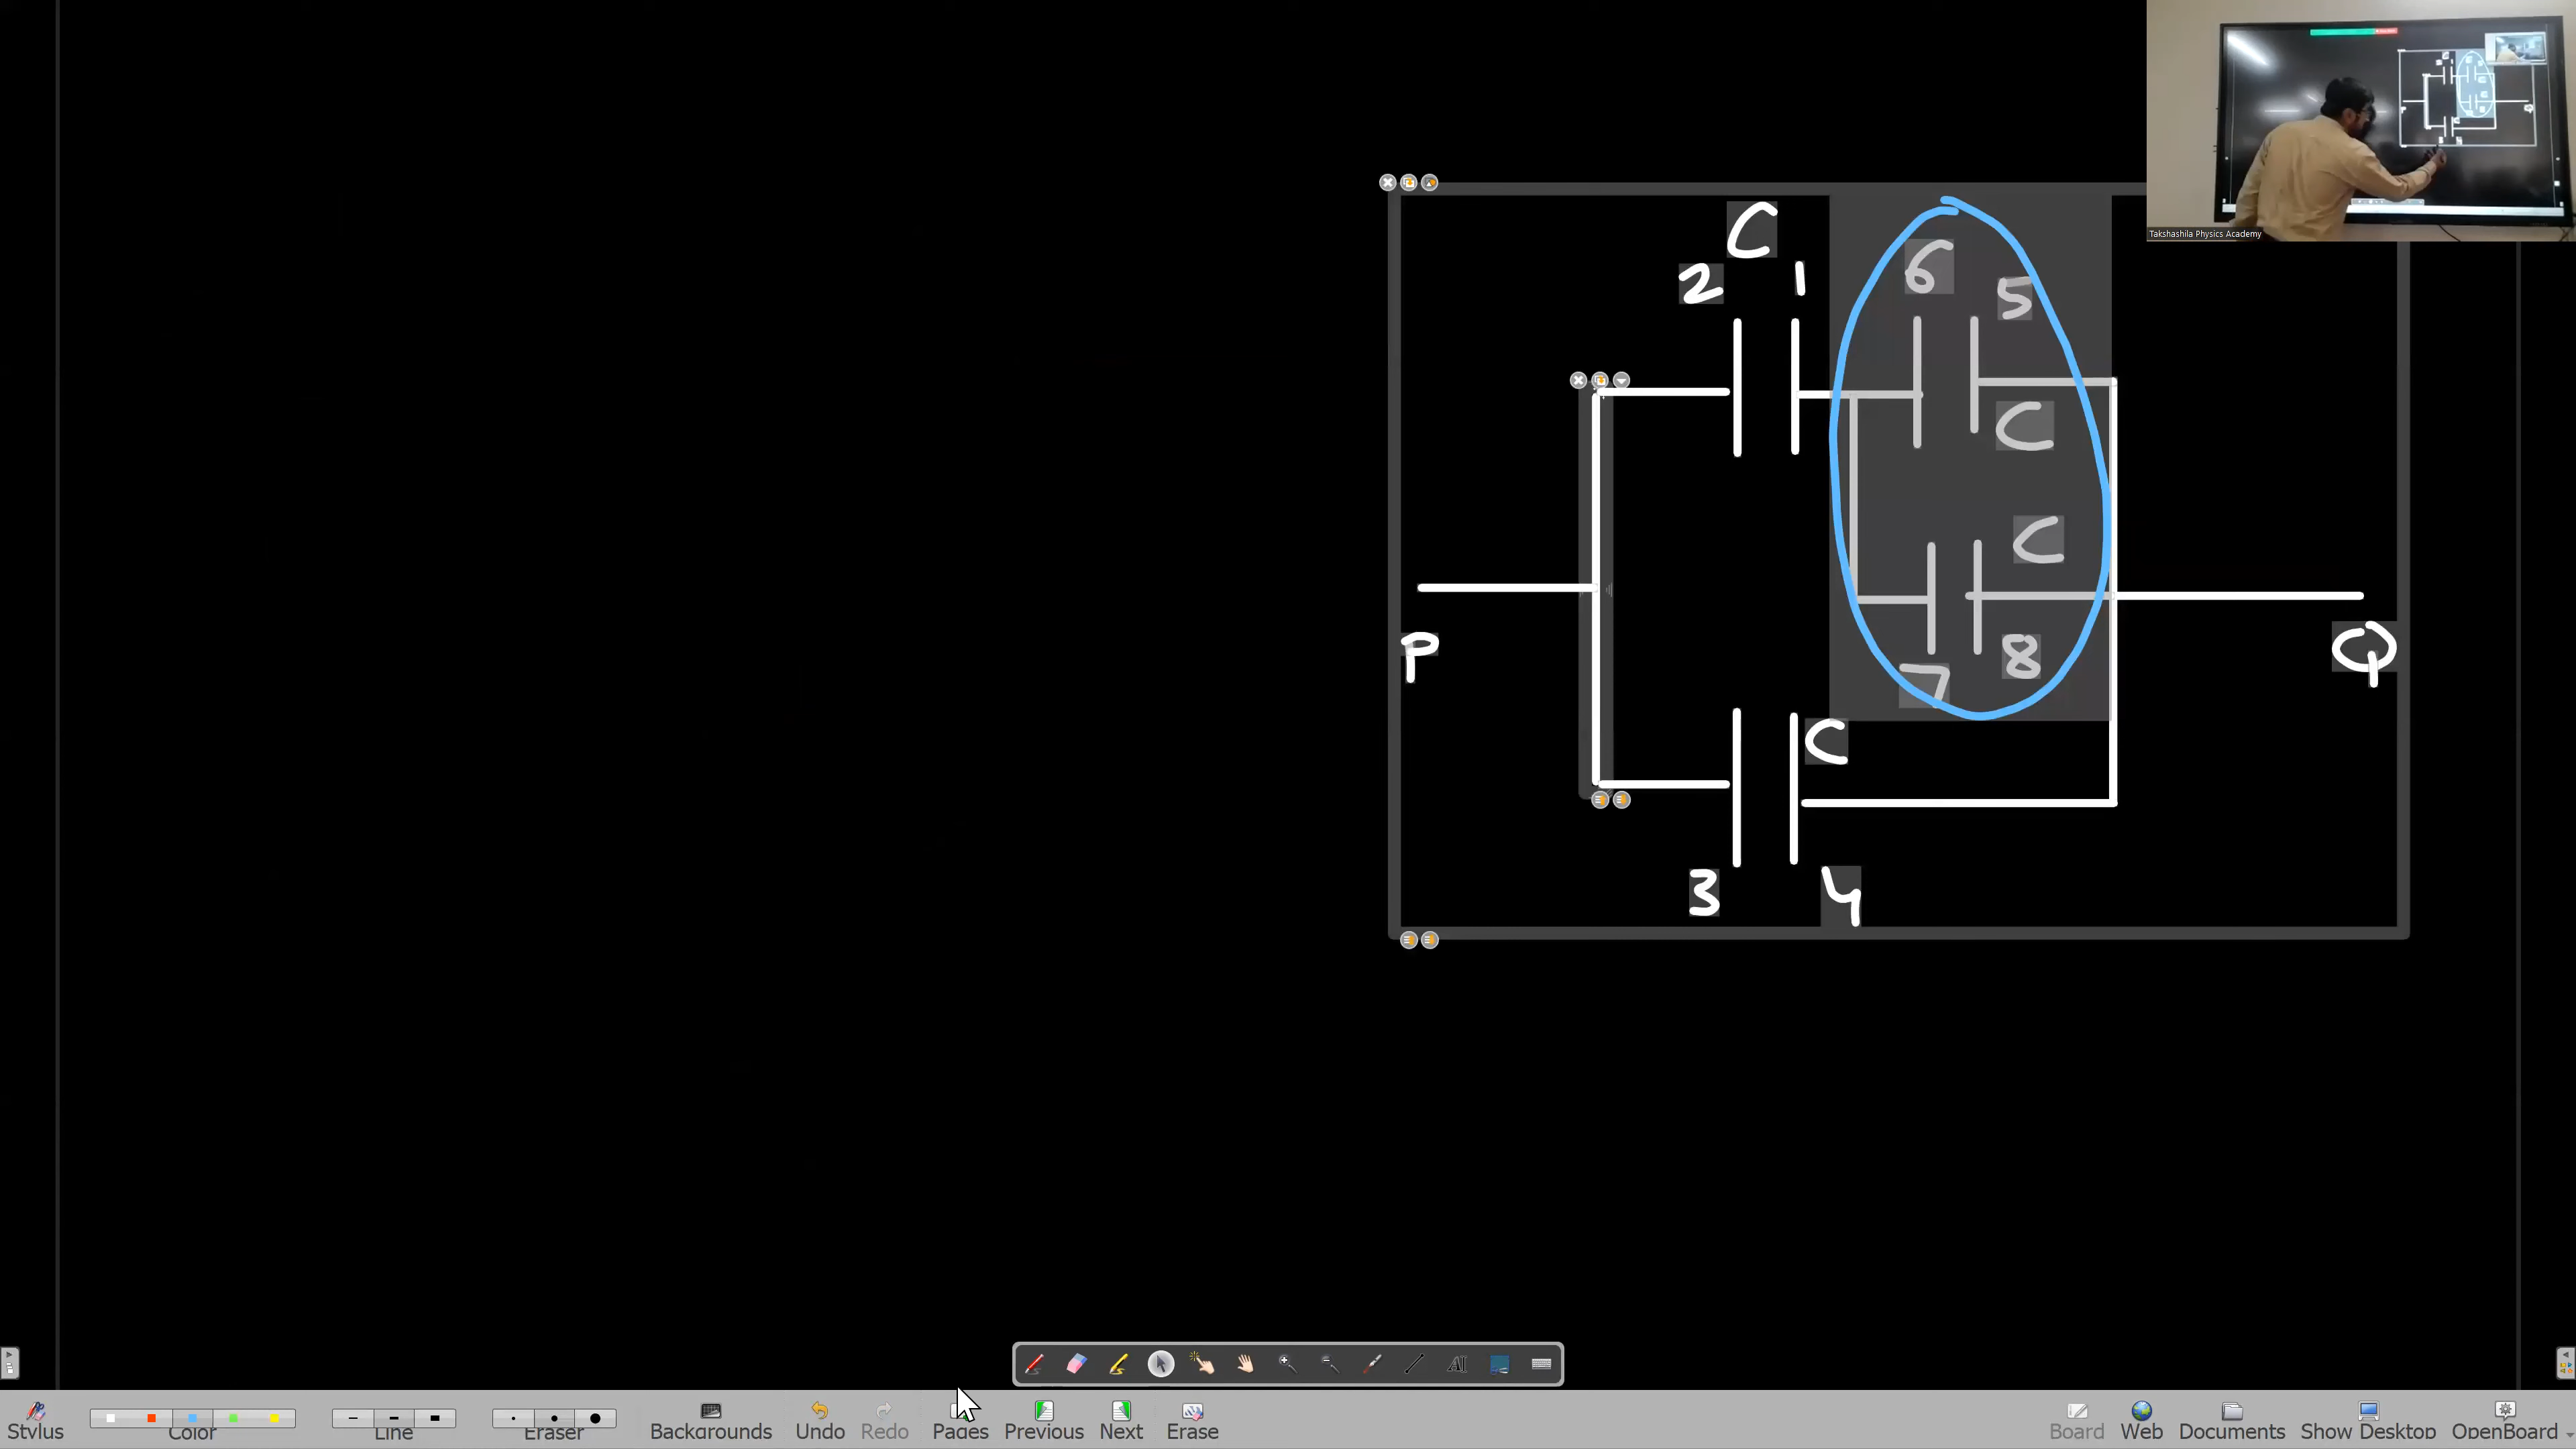 Takshashila Physics Academy
C
2 1 6 5
C
C
P 7 8 Q
C
3 4
Stylus Color Line Eraser Backgrounds Undo Redo Pages Previous Next Erase Board Web Documents Show Desktop OpenBoard